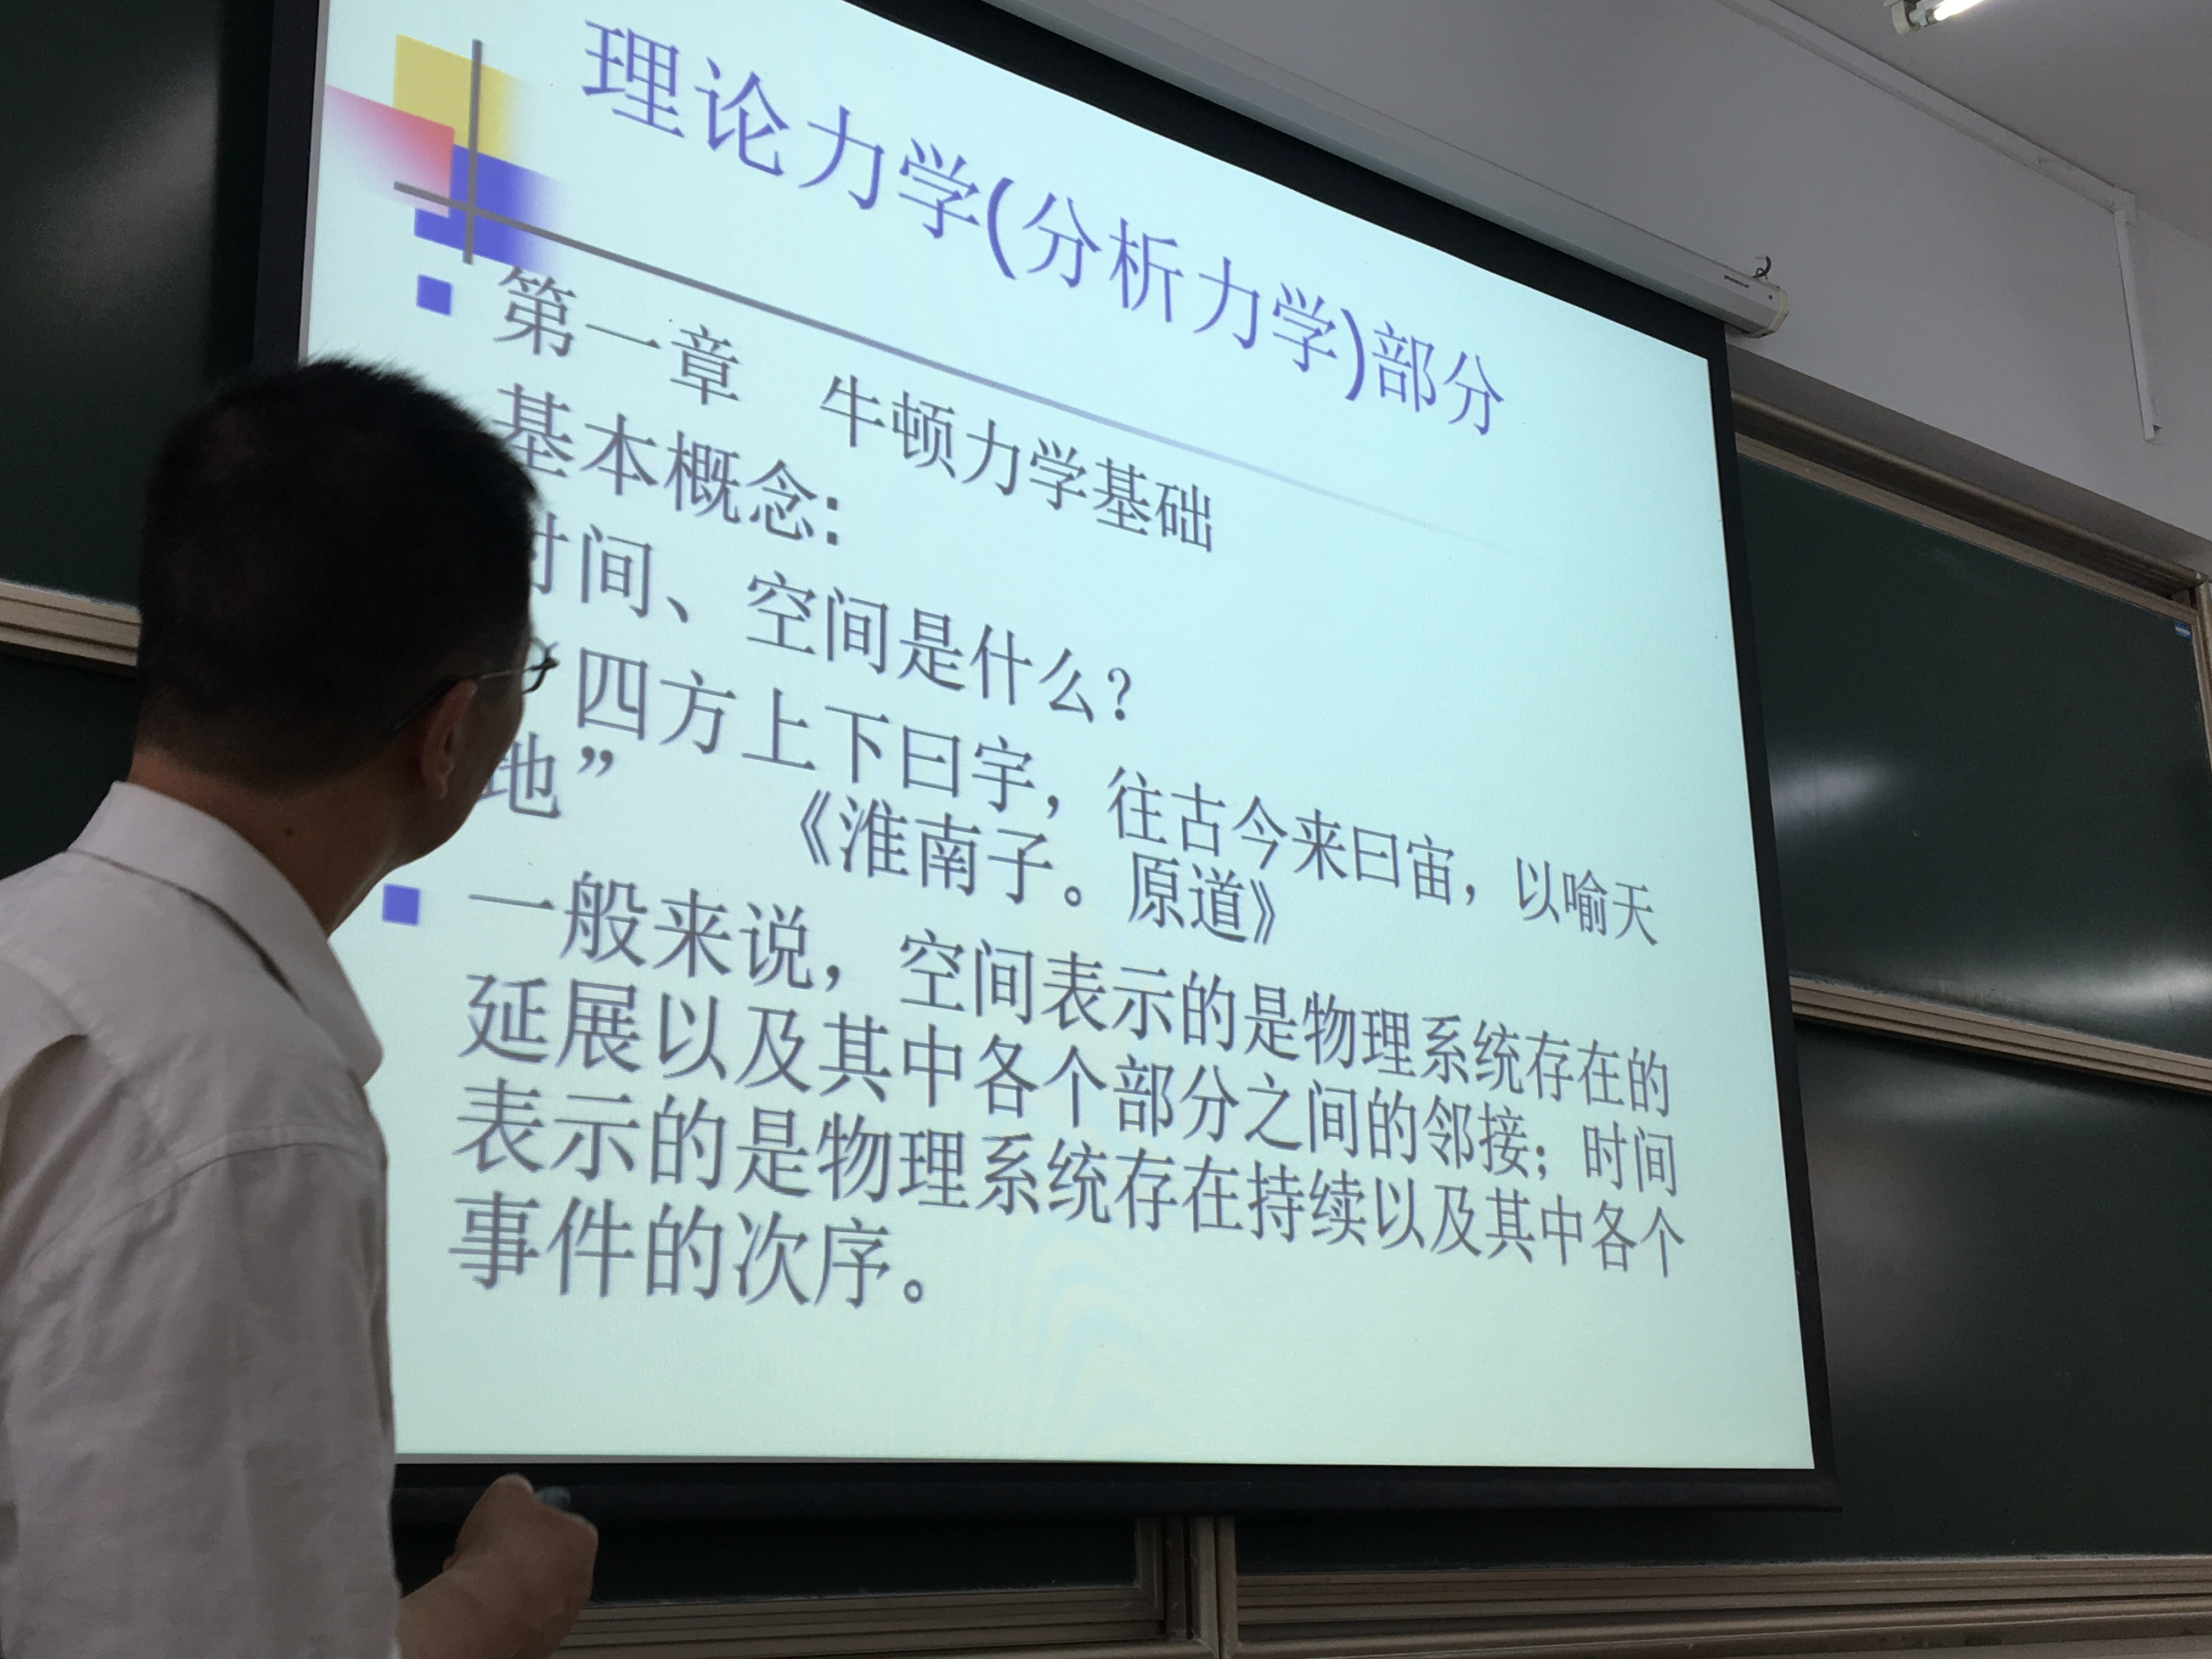 理论力学(分析力学)部分
第一章 牛顿力学基础
基本概念:
时间、空间是什么?
四方上下曰宇，往古今来曰宙，以喻天
地” 《淮南子。原道》
一般来说，空间表示的是物理系统存在的
延展以及其中各个部分之间的邻接；时间
表示的是物理系统存在持续以及其中各个
事件的次序。